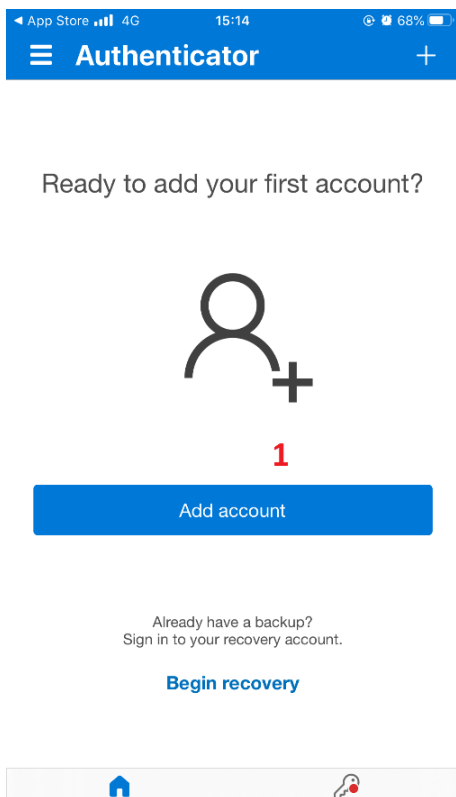 App Store 4G 15:14 68%
Authenticator
Ready to add your first account?
1
Add account
Already have a backup?
Sign in to your recovery account.
Begin recovery